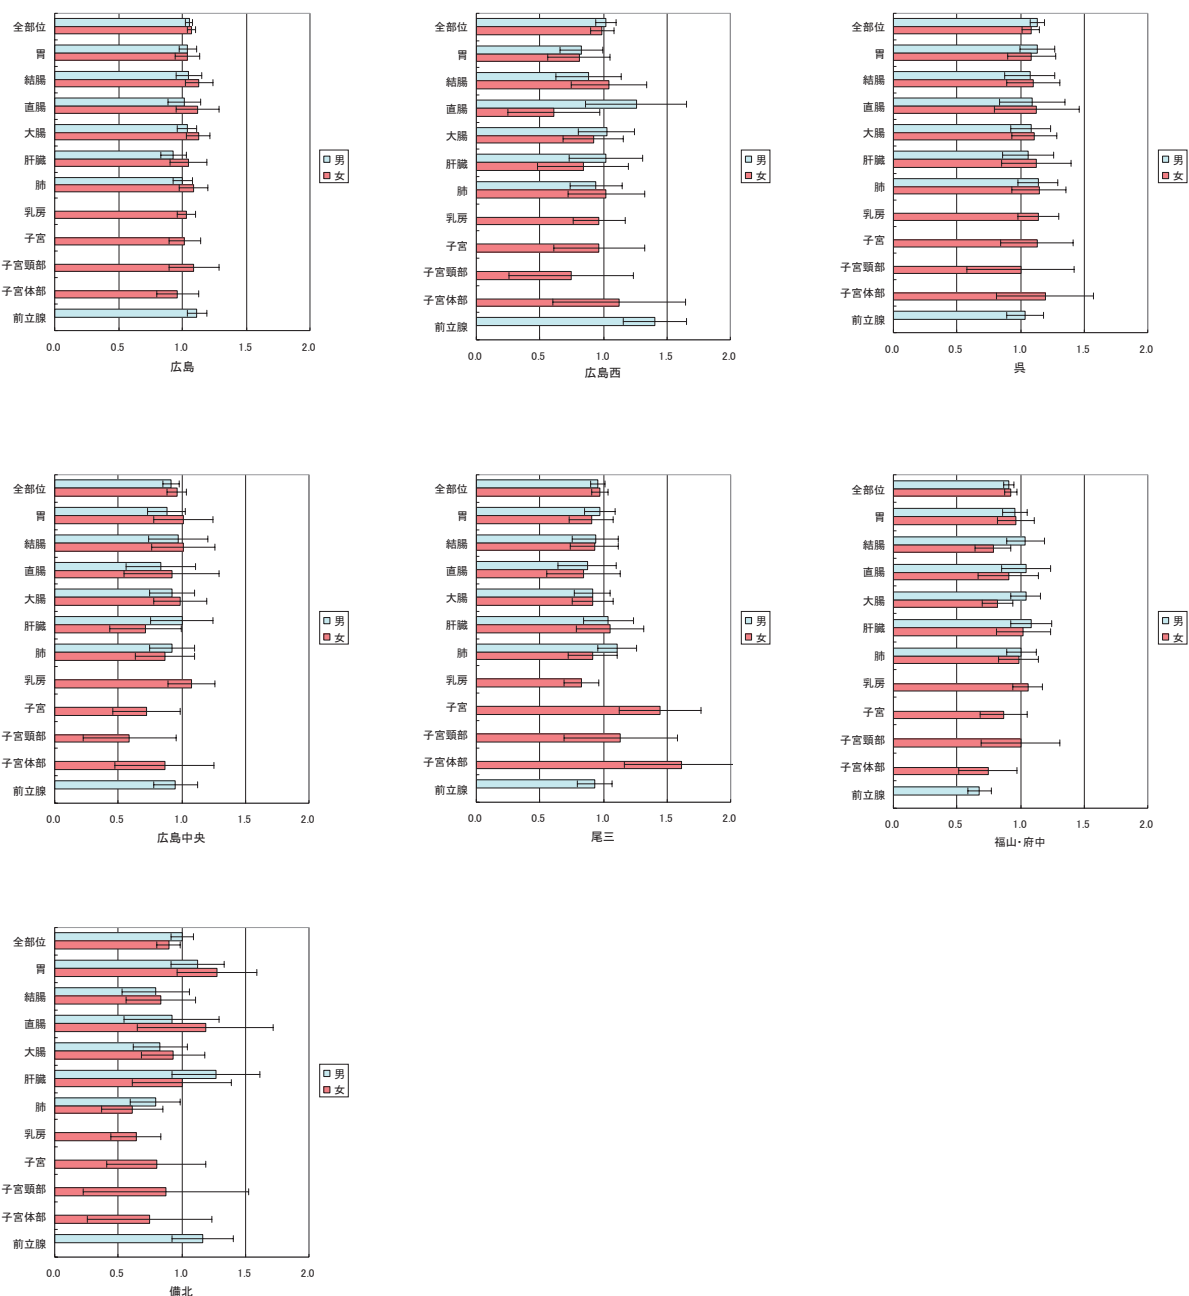 全部位
胃
結腸
直腸
大腸
肝臓
肺
乳房
子宮
子宮頸部
子宮体部
前立腺
0.0 0.5 1.0 1.5 2.0
広島
男
女
全部位
胃
結腸
直腸
大腸
肝臓
肺
乳房
子宮
子宮頸部
子宮体部
前立腺
0.0 0.5 1.0 1.5 2.0
広島西
男
女
全部位
胃
結腸
直腸
大腸
肝臓
肺
乳房
子宮
子宮頸部
子宮体部
前立腺
0.0 0.5 1.0 1.5 2.0
呉
男
女
全部位
胃
結腸
直腸
大腸
肝臓
肺
乳房
子宮
子宮頸部
子宮体部
前立腺
0.0 0.5 1.0 1.5 2.0
広島中央
男
女
全部位
胃
結腸
直腸
大腸
肝臓
肺
乳房
子宮
子宮頸部
子宮体部
前立腺
0.0 0.5 1.0 1.5 2.0
尾三
男
女
全部位
胃
結腸
直腸
大腸
肝臓
肺
乳房
子宮
子宮頸部
子宮体部
前立腺
0.0 0.5 1.0 1.5 2.0
福山・府中
男
女
全部位
胃
結腸
直腸
大腸
肝臓
肺
乳房
子宮
子宮頸部
子宮体部
前立腺
0.0 0.5 1.0 1.5 2.0
備北
男
女